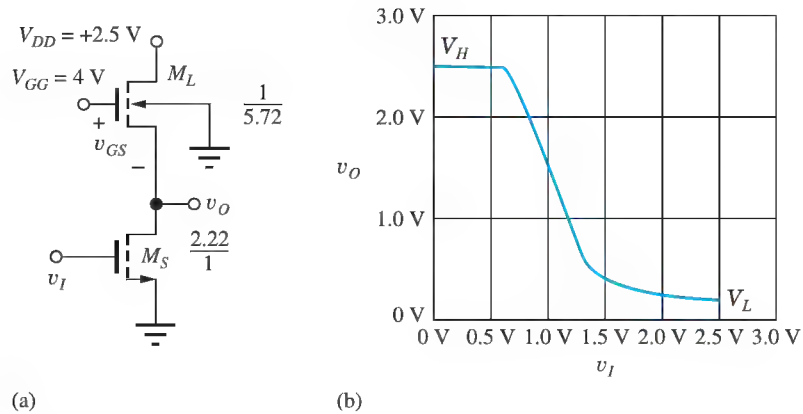 V_DD = +2.5 V
V_GG = 4 V
M_L
1/5.72
+
v_GS
−
v_O
M_S
2.22/1
v_I
(a)
3.0 V
V_H
2.0 V
v_O
1.0 V
V_L
0 V
0 V 0.5 V 1.0 V 1.5 V 2.0 V 2.5 V 3.0 V
v_I
(b)